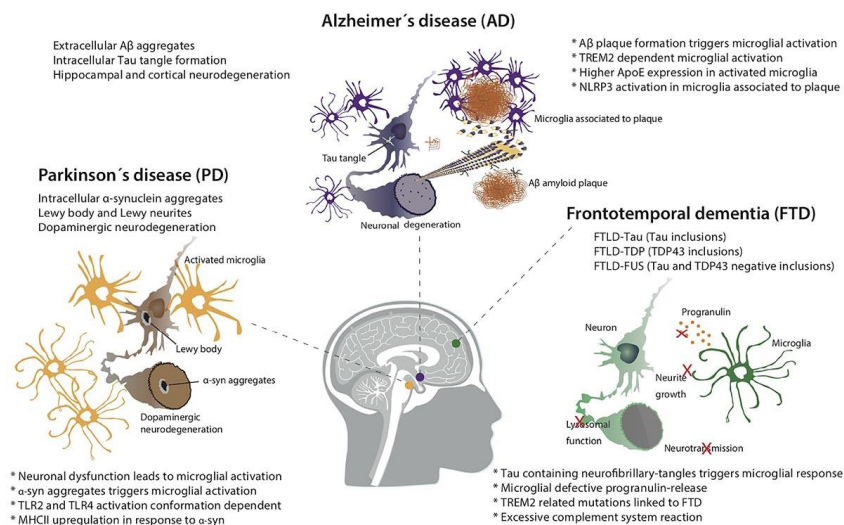 Alzheimer´s disease (AD)
Extracellular Aβ aggregates
Intracellular Tau tangle formation
Hippocampal and cortical neurodegeneration
* Aβ plaque formation triggers microglial activation
* TREM2 dependent microglial activation
* Higher ApoE expression in activated microglia
* NLRP3 activation in microglia associated to plaque
Microglia associated to plaque
Tau tangle
Aβ amyloid plaque
Neuronal degeneration
Parkinson´s disease (PD)
Intracellular α-synuclein aggregates
Lewy body and Lewy neurites
Dopaminergic neurodegeneration
Activated microglia
Lewy body
α-syn aggregates
Dopaminergic
neurodegeneration
* Neuronal dysfunction leads to microglial activation
* α-syn aggregates triggers microglial activation
* TLR2 and TLR4 activation conformation dependent
* MHCII upregulation in response to α-syn
Frontotemporal dementia (FTD)
FTLD-Tau (Tau inclusions)
FTLD-TDP (TDP43 inclusions)
FTLD-FUS (Tau and TDP43 negative inclusions)
Progranulin
Neuron
Microglia
Neurite
growth
Lysosomal
function
Neurotransmission
* Tau containing neurofibrillary-tangles triggers microglial response
* Microglial defective progranulin-release
* TREM2 related mutations linked to FTD
* Excessive complement system reaction